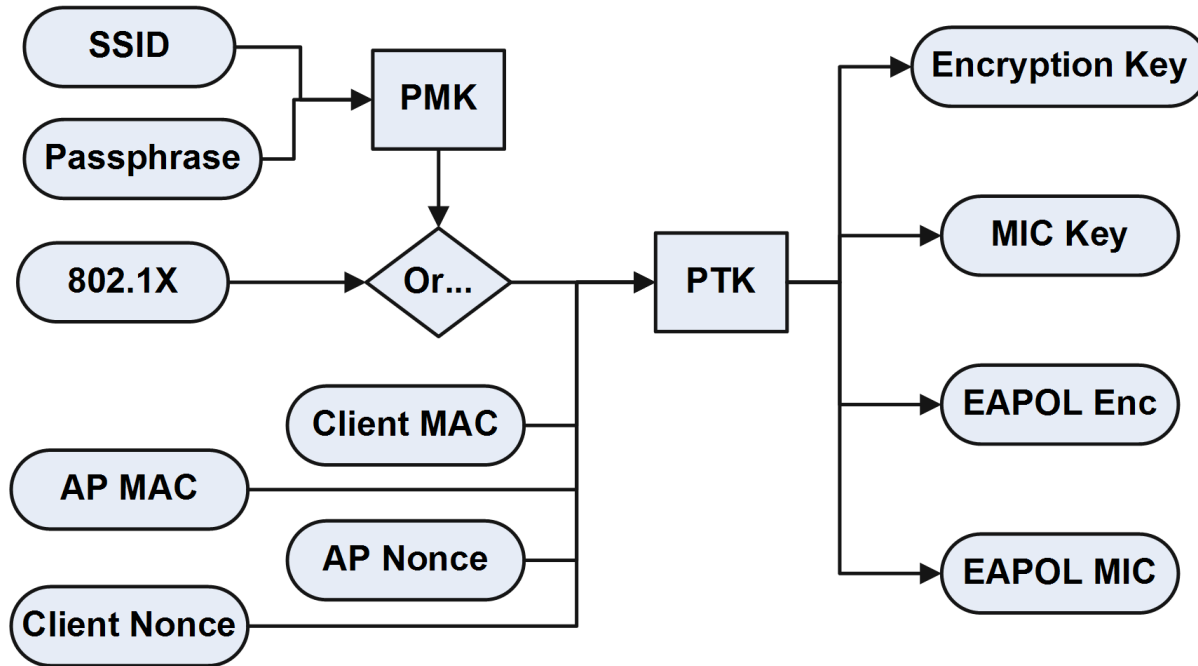 SSID
Passphrase
PMK
802.1X
Or...
Client MAC
AP MAC
AP Nonce
Client Nonce
PTK
Encryption Key
MIC Key
EAPOL Enc
EAPOL MIC